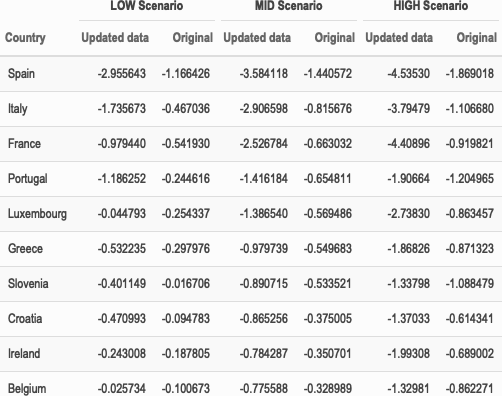 LOW Scenario MID Scenario HIGH Scenario
Country Updated data Original Updated data Original Updated data Original
Spain -2.955643 -1.166426 -3.584118 -1.440572 -4.53530 -1.869018
Italy -1.735673 -0.467036 -2.906598 -0.815676 -3.79479 -1.106680
France -0.979440 -0.541930 -2.526784 -0.663032 -4.40896 -0.919821
Portugal -1.186252 -0.244616 -1.416184 -0.654811 -1.90664 -1.204965
Luxembourg -0.044793 -0.254337 -1.386540 -0.569486 -2.73830 -0.863457
Greece -0.532235 -0.297976 -0.979739 -0.549683 -1.86826 -0.871323
Slovenia -0.401149 -0.016706 -0.890715 -0.533521 -1.33798 -1.088479
Croatia -0.470993 -0.094783 -0.865256 -0.375005 -1.37033 -0.614341
Ireland -0.243008 -0.187805 -0.784287 -0.350701 -1.99308 -0.689002
Belgium -0.025734 -0.100673 -0.775588 -0.328989 -1.32981 -0.862271